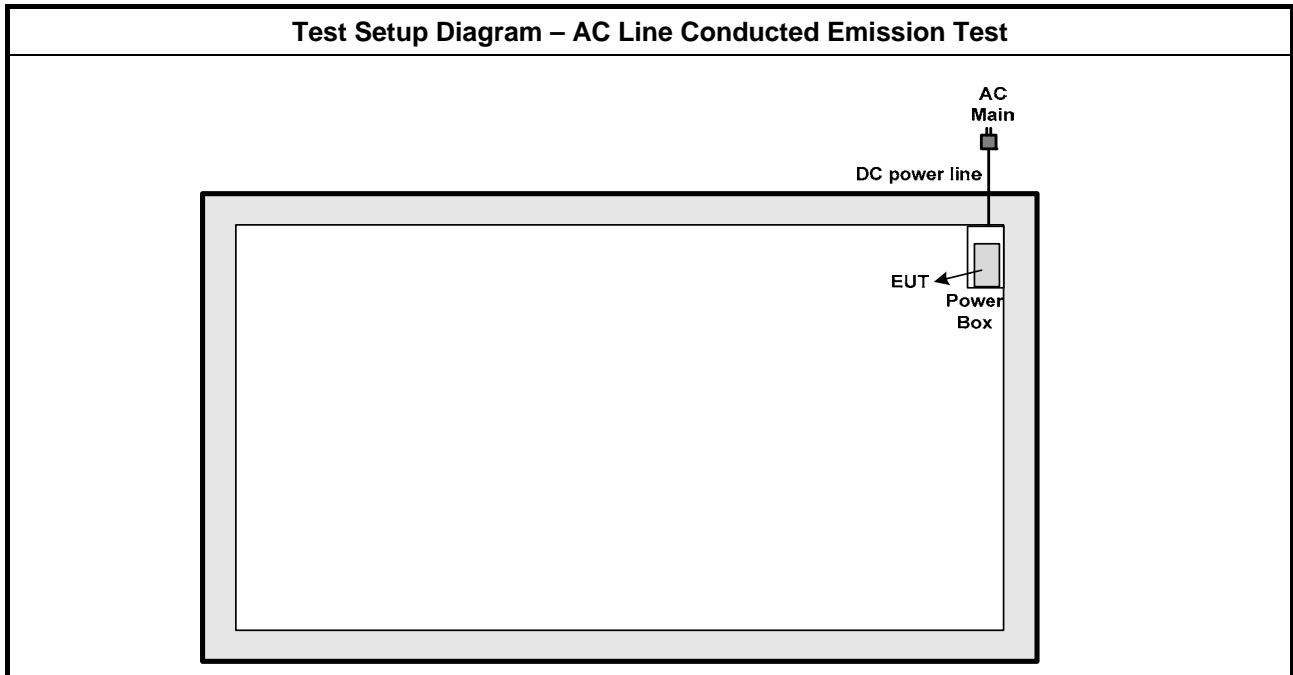 Test Setup Diagram – AC Line Conducted Emission Test
AC
Main
DC power line
EUT
Power
Box